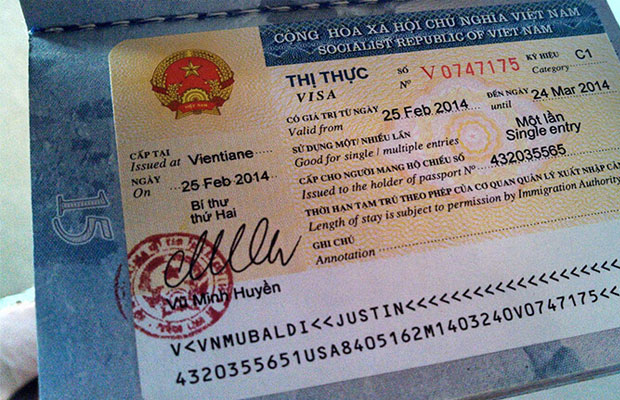 CỘNG HÒA XÃ HỘI CHỦ NGHĨA VIỆT NAM
SOCIALIST REPUBLIC OF VIET NAM
THỊ THỰC SỐ V 0747175 KÝ HIỆU C1
VISA Nº Category
CÓ GIÁ TRỊ TỪ NGÀY 25 Feb 2014 ĐẾN NGÀY 24 Mar 2014
Valid from until
SỬ DỤNG MỘT/NHIỀU LẦN Một lần
Good for single / multiple entries Single entry
CẤP CHO NGƯỜI MANG HỘ CHIẾU SỐ 432035565
Issued to the holder of passport Nº
THỜI HẠN TẠM TRÚ THEO PHÉP CỦA CƠ QUAN QUẢN LÝ XUẤT NHẬP CẢN
Length of stay is subject to permission by Immigration Authority
GHI CHÚ
Annotation
VIỆT NAM
CẤP TẠI
Issued at Vientiane
NGÀY
On 25 Feb 2014
Bí thư
thứ Hai
Vũ Minh Huyền
15
V<VNMUBALDI<<JUSTIN<<<<<<<<<<<<<<<<
4320355651USA8405162M1403240V0747175<<